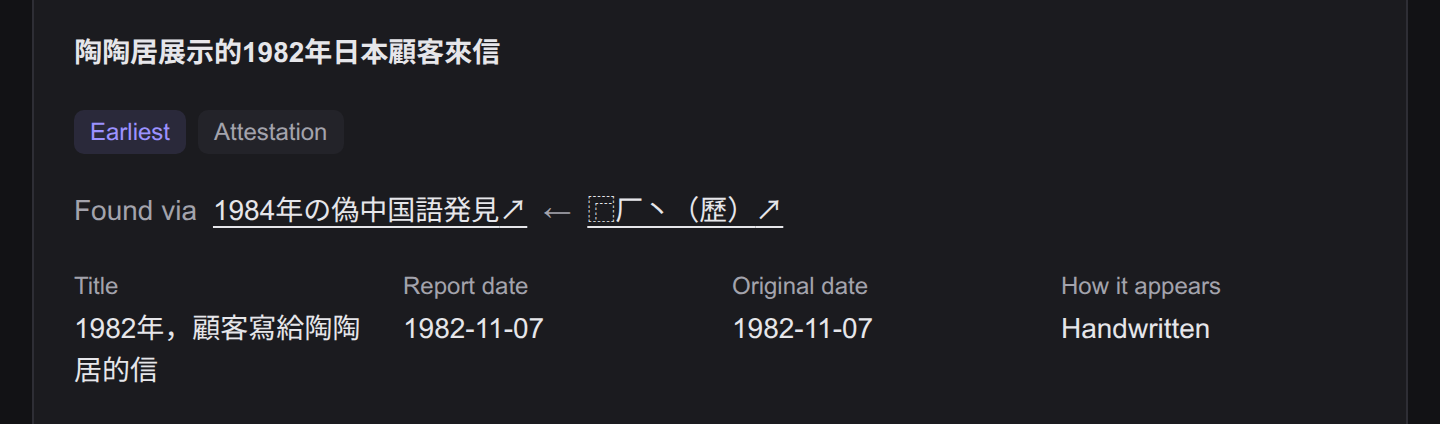 陶陶居展示的1982年日本顧客來信
Earliest Attestation
Found via 1984年の偽中国語発見↗ ← ⿸厂丶（歷）↗
Title Report date Original date How it appears
1982年，顧客寫給陶陶 1982-11-07 1982-11-07 Handwritten
居的信